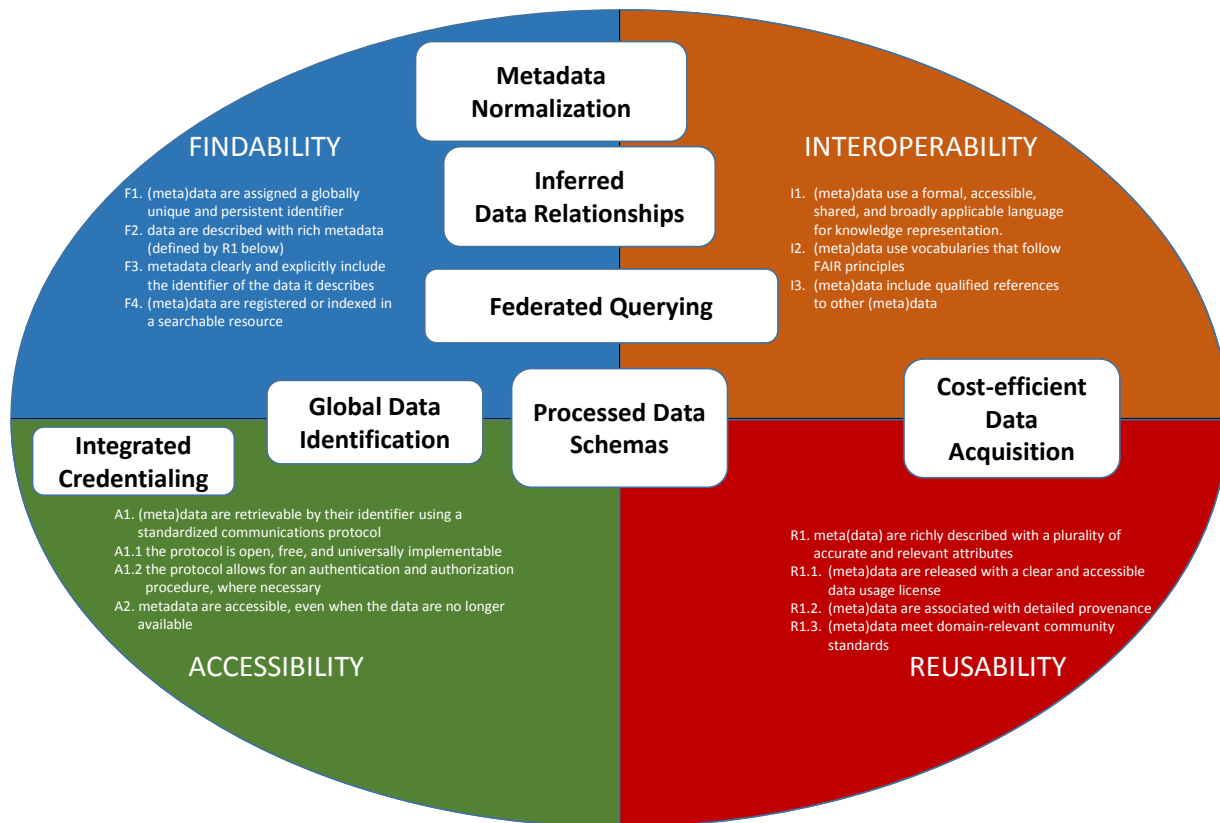 Metadata
Normalization
FINDABILITY
F1. (meta)data are assigned a globally
unique and persistent identifier
F2. data are described with rich metadata
(defined by R1 below)
F3. metadata clearly and explicitly include
the identifier of the data it describes
F4. (meta)data are registered or indexed in
a searchable resource
Inferred
Data Relationships
Federated Querying
INTEROPERABILITY
I1. (meta)data use a formal, accessible,
shared, and broadly applicable language
for knowledge representation.
I2. (meta)data use vocabularies that follow
FAIR principles
I3. (meta)data include qualified references
to other (meta)data
Global Data
Identification
Processed Data
Schemas
Cost-efficient
Data
Acquisition
Integrated
Credentialing
A1. (meta)data are retrievable by their identifier using a
standardized communications protocol
A1.1 the protocol is open, free, and universally implementable
A1.2 the protocol allows for an authentication and authorization
procedure, where necessary
A2. metadata are accessible, even when the data are no longer
available
ACCESSIBILITY
R1. meta(data) are richly described with a plurality of
accurate and relevant attributes
R1.1. (meta)data are released with a clear and accessible
data usage license
R1.2. (meta)data are associated with detailed provenance
R1.3. (meta)data meet domain-relevant community
standards
REUSABILITY